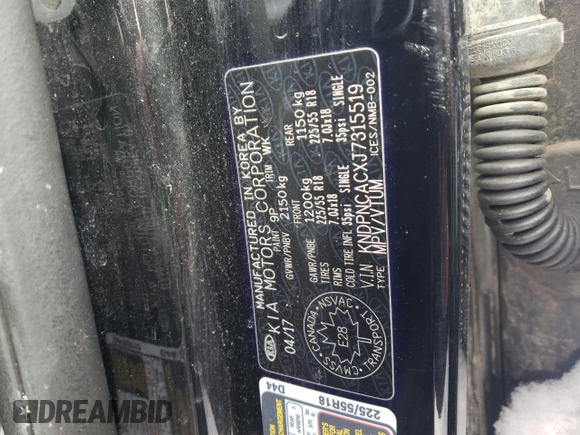 MANUFACTURED IN KOREA BY
KIA KIA MOTORS CORPORATION
04/17 PAINT 9P TRIM WK
GVWR/PNBV 2150kg
FRONT REAR
GAWR/PNBE 1200kg 1150kg
TIRES 225/55 R18 225/55 R18
RIMS 7.0Jx18 7.0Jx18
COLD TIRE INFL. 35psi SINGLE 35psi SINGLE
V.I.N KNDPNCACXJ7315519
TYPE MPV/VTUM ICES/NMB-002
CANADA NSVAC
E28
CMVSS TRANSPORT
D44
225/55R18
DREAMBID